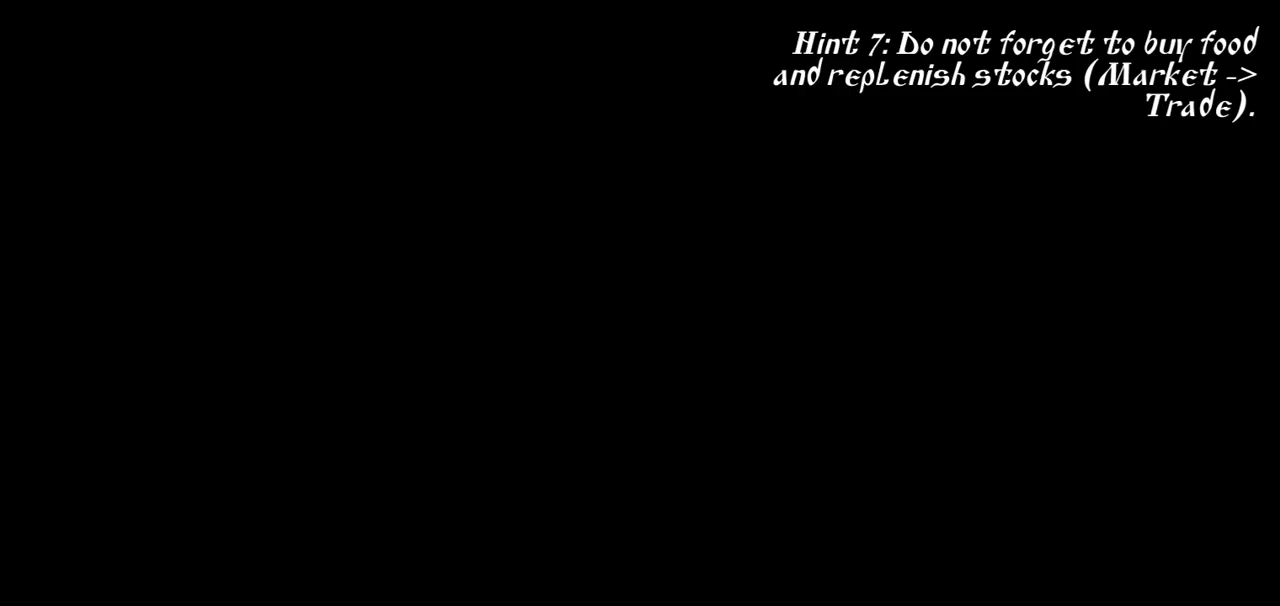 Hint 7: Do not forget to buy food
and replenish stocks (Market ->
Trade).